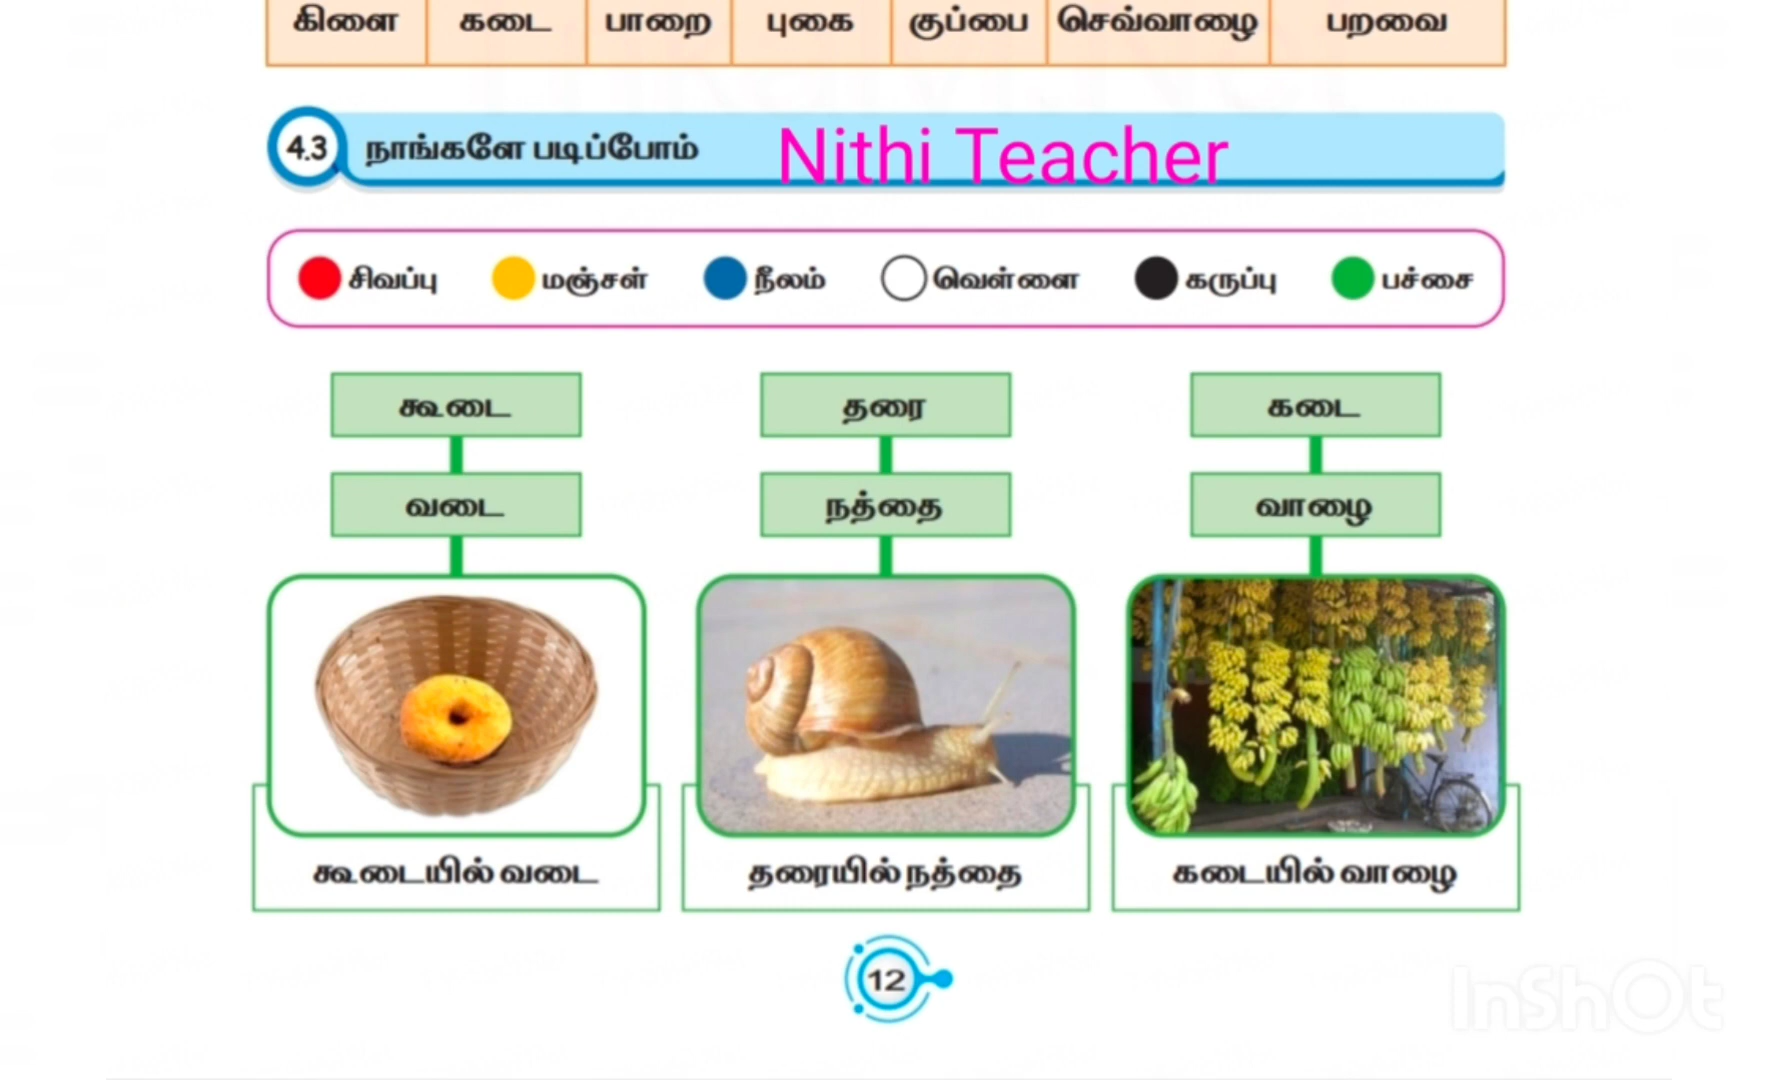 கிளை கடை பாறை புகை குப்பை செவ்வாழை பறவை
4.3 நாங்களே படிப்போம் Nithi Teacher
சிவப்பு மஞ்சள் நீலம் வெள்ளை கருப்பு பச்சை
கூடை தரை கடை
வடை நத்தை வாழை
கூடையில் வடை தரையில் நத்தை கடையில் வாழை
12
InShOt